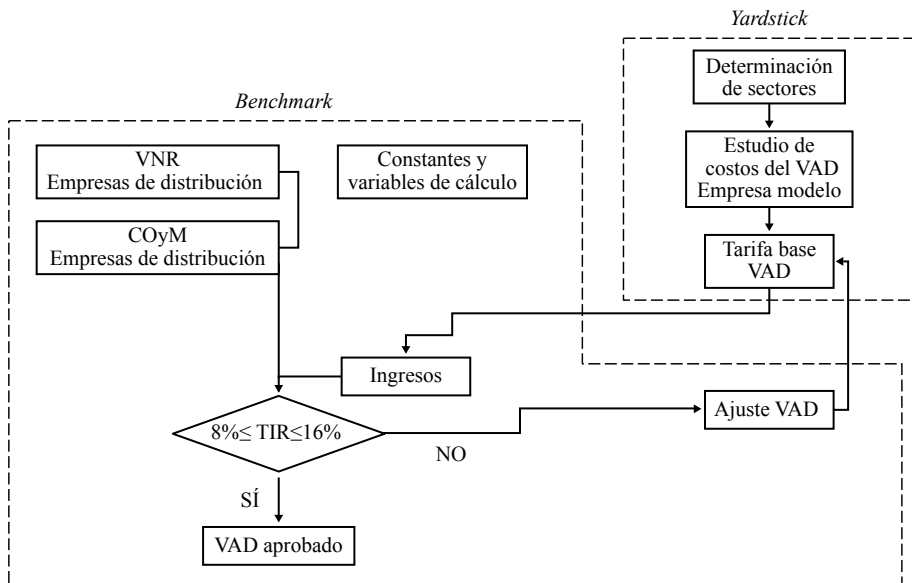 Yardstick
Determinación
de sectores
Estudio de
costos del VAD
Empresa modelo
Tarifa base
VAD
Benchmark
VNR
Empresas de distribución
Constantes y
variables de cálculo
COyM
Empresas de distribución
Ingresos
8%≤ TIR≤16%
NO
Ajuste VAD
SÍ
VAD aprobado